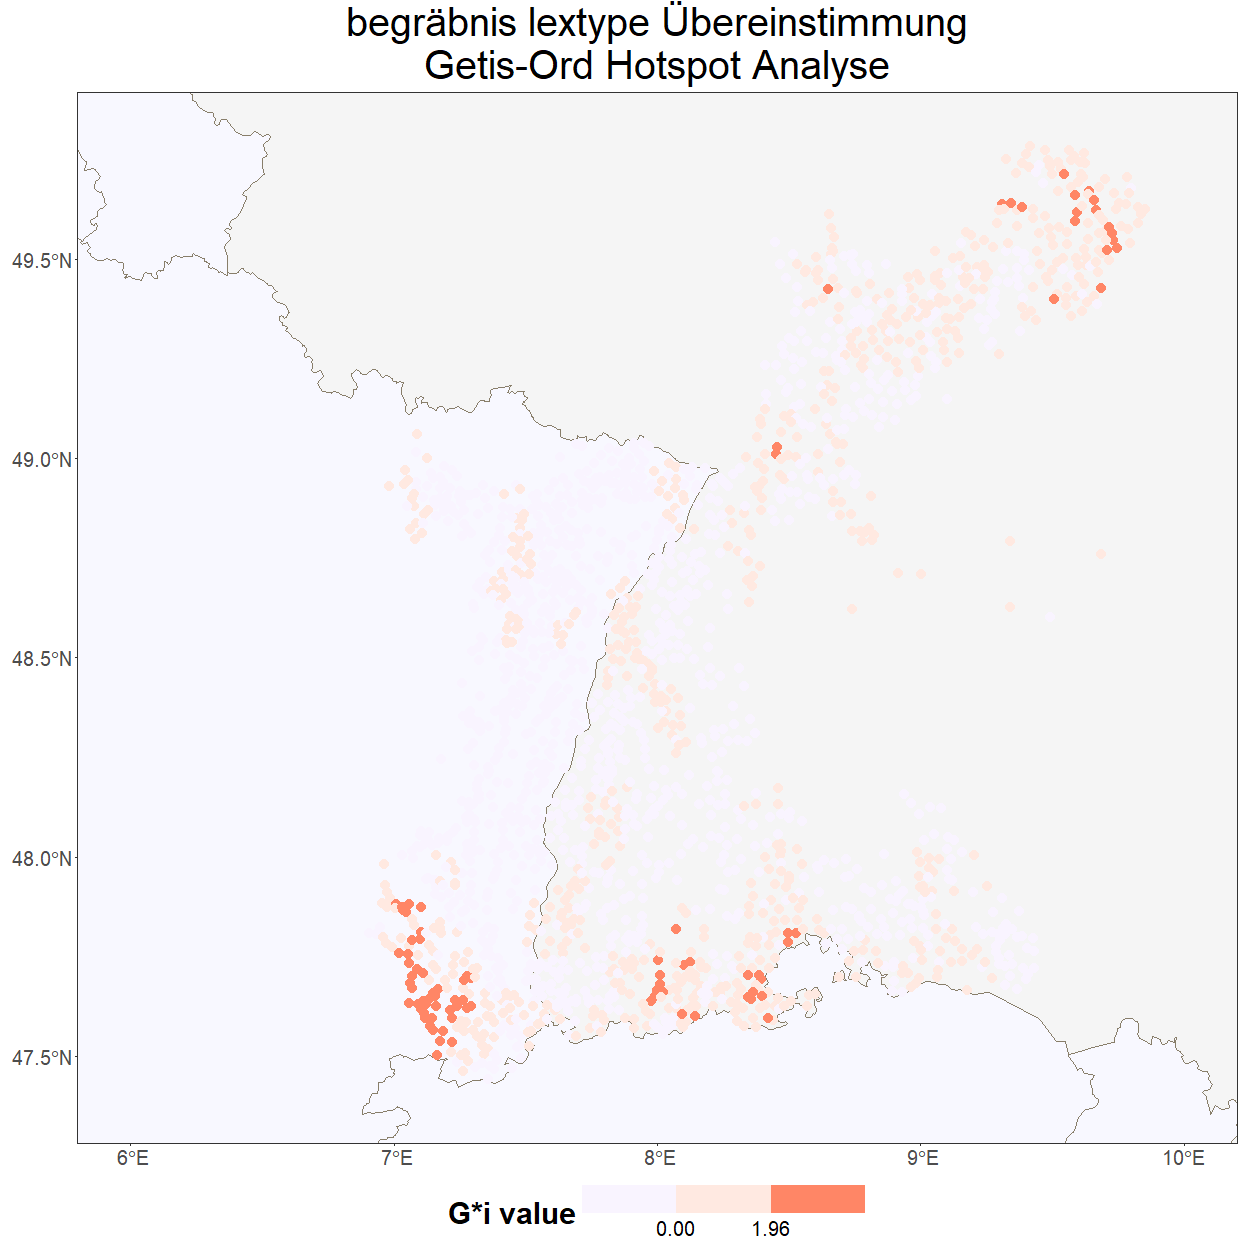 begräbnis lextype Übereinstimmung
Getis-Ord Hotspot Analyse
49.5°N
49.0°N
48.5°N
48.0°N
47.5°N
6°E 7°E 8°E 9°E 10°E
G*i value
0.00 1.96